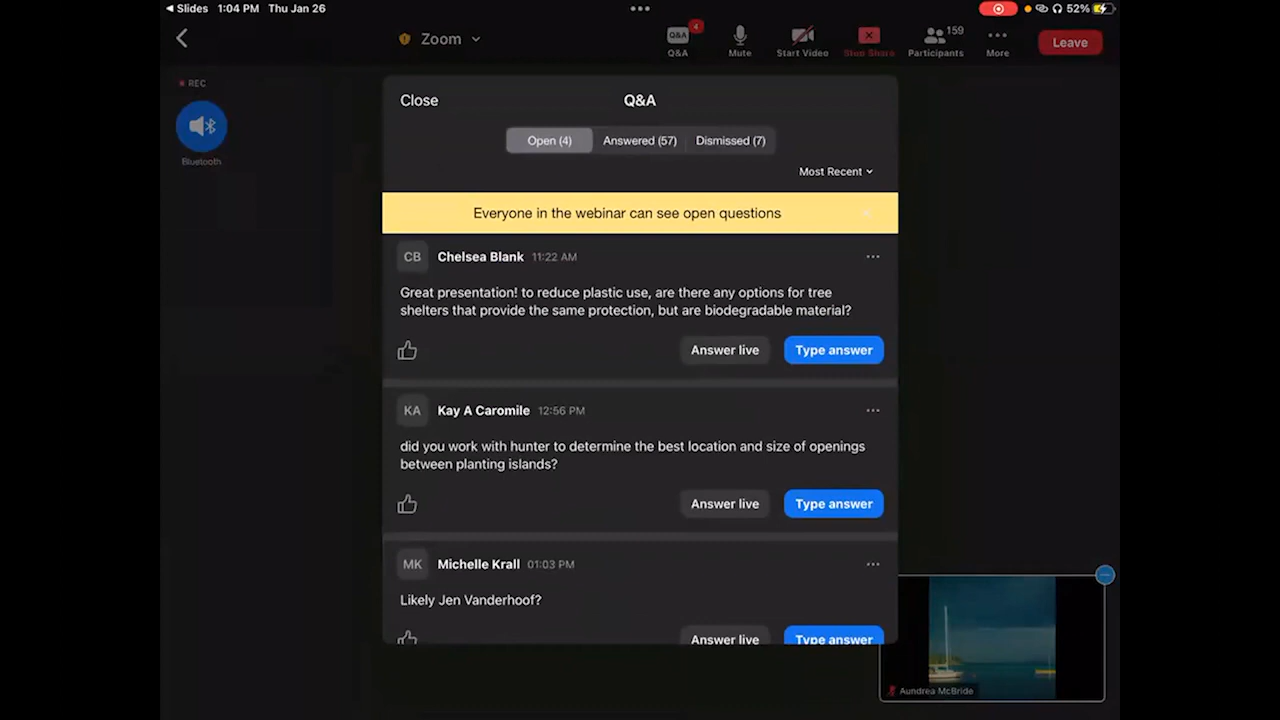 Slides 1:04 PM Thu Jan 26
52%
Zoom
Q&A 4
Q&A
Mute
Start Video
Stop Share
159
Participants
More
Leave
REC
Bluetooth
Close
Q&A
Open (4)
Answered (57)
Dismissed (7)
Most Recent
Everyone in the webinar can see open questions
CB
Chelsea Blank 11:22 AM
Great presentation! to reduce plastic use, are there any options for tree
shelters that provide the same protection, but are biodegradable material?
Answer live
Type answer
KA
Kay A Caromile 12:56 PM
did you work with hunter to determine the best location and size of openings
between planting islands?
Answer live
Type answer
MK
Michelle Krall 01:03 PM
Likely Jen Vanderhoof?
Answer live
Type answer
Aundrea McBride